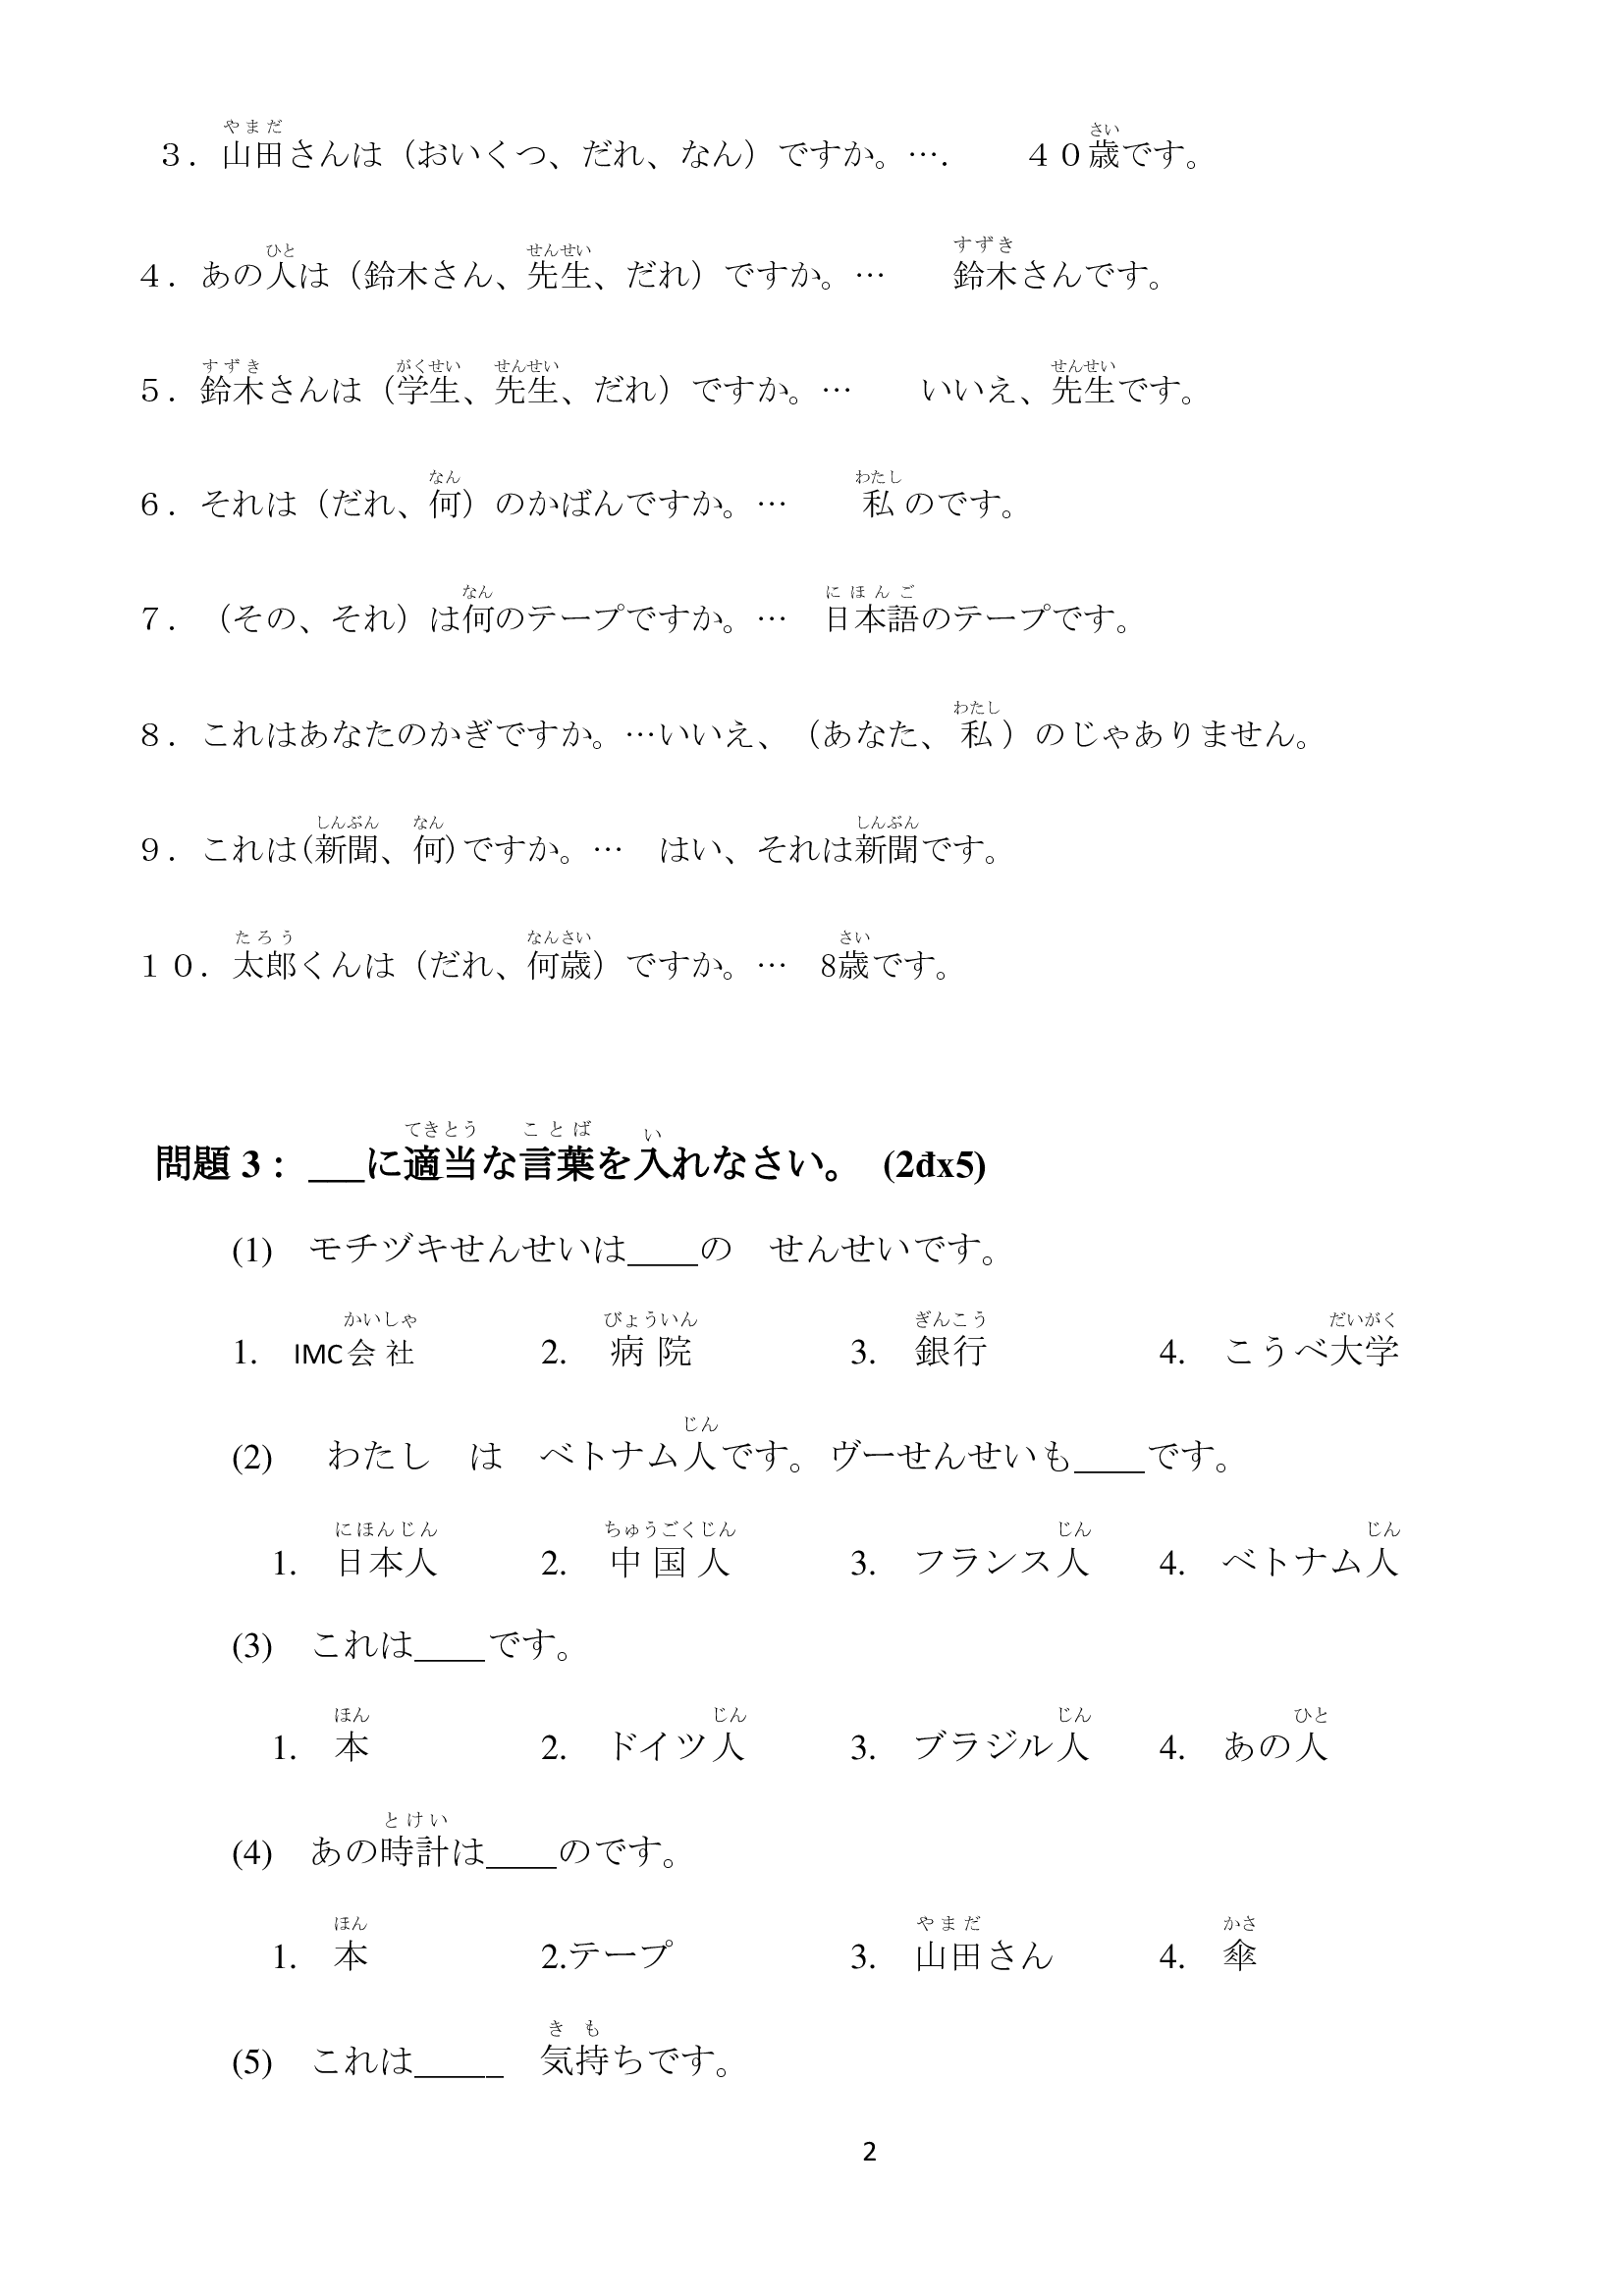 やまだ さい
３．山田さんは（おいくつ、だれ、なん）ですか。…. ４０歳です。
ひと せんせい すずき
４．あの人は（鈴木さん、先生、だれ）ですか。… 鈴木さんです。
すずき がくせい せんせい せんせい
５．鈴木さんは（学生、先生、だれ）ですか。… いいえ、先生です。
なん わたし
６．それは（だれ、何）のかばんですか。… 私のです。
なん にほんご
７．（その、それ）は何のテープですか。… 日本語のテープです。
わたし
８．これはあなたのかぎですか。…いいえ、（あなた、私）のじゃありません。
しんぶん なん しんぶん
９．これは(新聞、何)ですか。… はい、それは新聞です。
たろう なんさい さい
１０．太郎くんは（だれ、何歳）ですか。… 8歳です。
てきとう ことば い
問題 3 : ___に適当な言葉を入れなさい。 (2đx5)
(1) モチヅキせんせいは____の せんせいです。
かいしゃ びょういん ぎんこう だいがく
1. IMC会社 2. 病院 3. 銀行 4. こうべ大学
じん
(2) わたし は ベトナム人です。ヴーせんせいも____です。
にほんじん ちゅうごくじん じん じん
1. 日本人 2. 中国人 3. フランス人 4. ベトナム人
(3) これは____です。
ほん じん じん ひと
1. 本 2. ドイツ人 3. ブラジル人 4. あの人
とけい
(4) あの時計は____のです。
ほん やまだ かさ
1. 本 2.テープ 3. 山田さん 4. 傘
き も
(5) これは_____ 気持ちです。
2